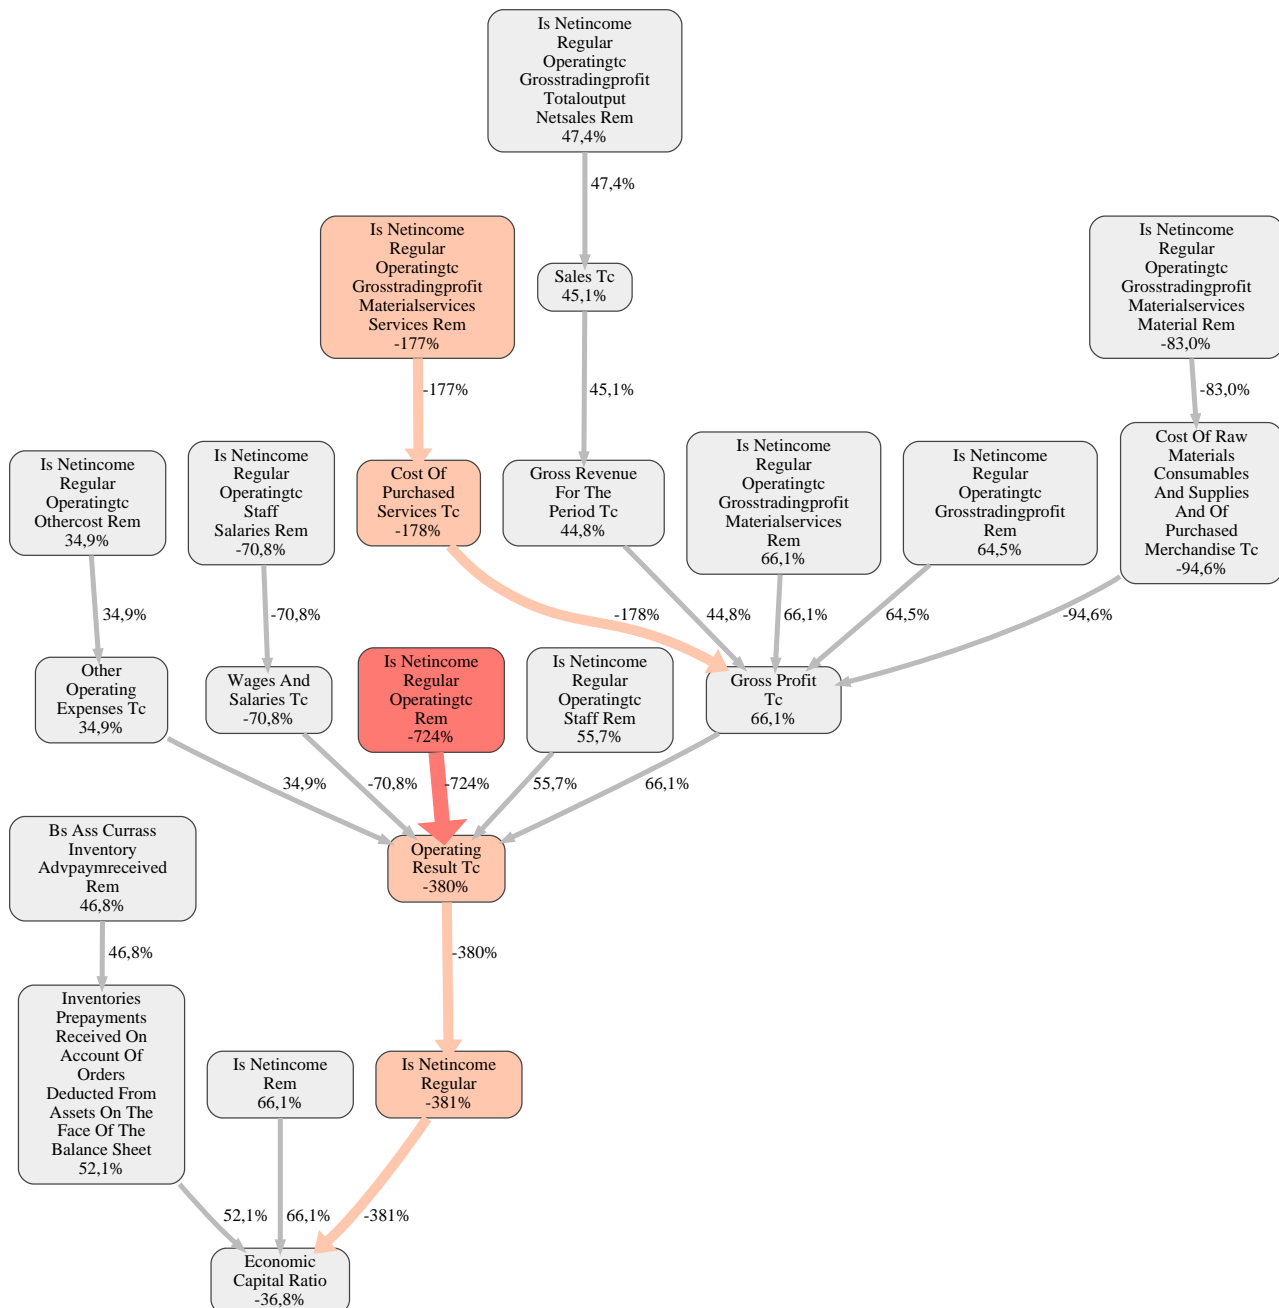 Is Netincome
Regular
Operatingtc
Grosstradingprofit
Totaloutput
Netsales Rem
47,4%
47,4%
Is Netincome
Regular
Operatingtc
Grosstradingprofit
Materialservices
Services Rem
-177%
Sales Tc
45,1%
Is Netincome
Regular
Operatingtc
Grosstradingprofit
Materialservices
Material Rem
-83,0%
-177%
45,1%
-83,0%
Is Netincome
Regular
Operatingtc
Othercost Rem
34,9%
Is Netincome
Regular
Operatingtc
Staff
Salaries Rem
-70,8%
Cost Of
Purchased
Services Tc
-178%
Gross Revenue
For The
Period Tc
44,8%
Is Netincome
Regular
Operatingtc
Grosstradingprofit
Materialservices
Rem
66,1%
Is Netincome
Regular
Operatingtc
Grosstradingprofit
Rem
64,5%
Cost Of Raw
Materials
Consumables
And Supplies
And Of
Purchased
Merchandise Tc
-94,6%
34,9%
-70,8%
-178%
44,8%
66,1%
64,5%
-94,6%
Other
Operating
Expenses Tc
34,9%
Wages And
Salaries Tc
-70,8%
Is Netincome
Regular
Operatingtc
Rem
-724%
Is Netincome
Regular
Operatingtc
Staff Rem
55,7%
Gross Profit
Tc
66,1%
34,9%
-70,8%
-724%
55,7%
66,1%
Bs Ass Currass
Inventory
Advpaymreceived
Rem
46,8%
Operating
Result Tc
-380%
46,8%
-380%
Inventories
Prepayments
Received On
Account Of
Orders
Deducted From
Assets On The
Face Of The
Balance Sheet
52,1%
Is Netincome
Rem
66,1%
Is Netincome
Regular
-381%
52,1%
66,1%
-381%
Economic
Capital Ratio
-36,8%